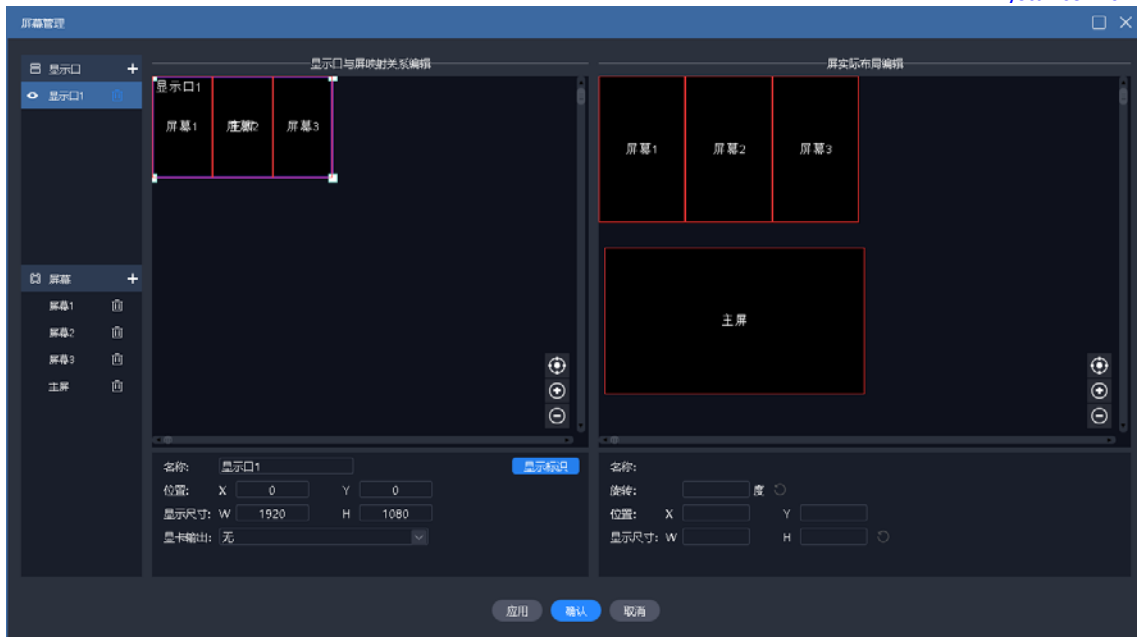 屏幕管理
显示口
显示口1
屏幕
屏幕1
屏幕2
屏幕3
主屏
显示口与屏映射关系编辑
显示口1
屏幕1
屏幕3
名称: 显示口1 显示标识
位置: X 0 Y 0
显示尺寸: W 1920 H 1080
显卡输出: 无
屏实际布局编辑
屏幕1 屏幕2 屏幕3
主屏
名称:
旋转: 度
位置: X Y
显示尺寸: W H
应用 确认 取消